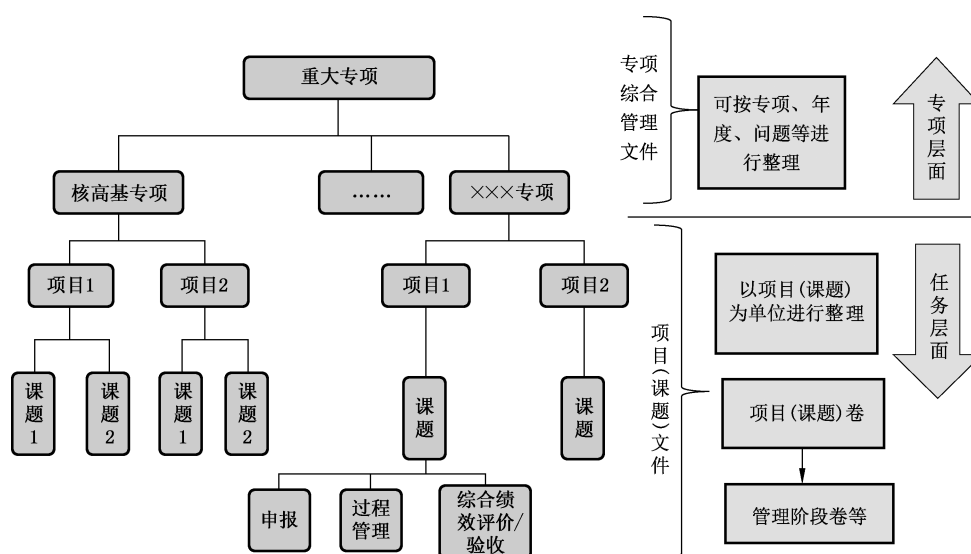 重大专项
核高基专项
……
×××专项
项目1
项目2
项目1
项目2
课题1
课题2
课题1
课题2
课题
课题
申报
过程
管理
综合绩
效评价/
验收
专项
综合
管理
文件
可按专项、年
度、问题等进
行整理
专项层面
项目(课题)文件
以项目(课题)
为单位进行整理
任务层面
项目(课题)卷
管理阶段卷等